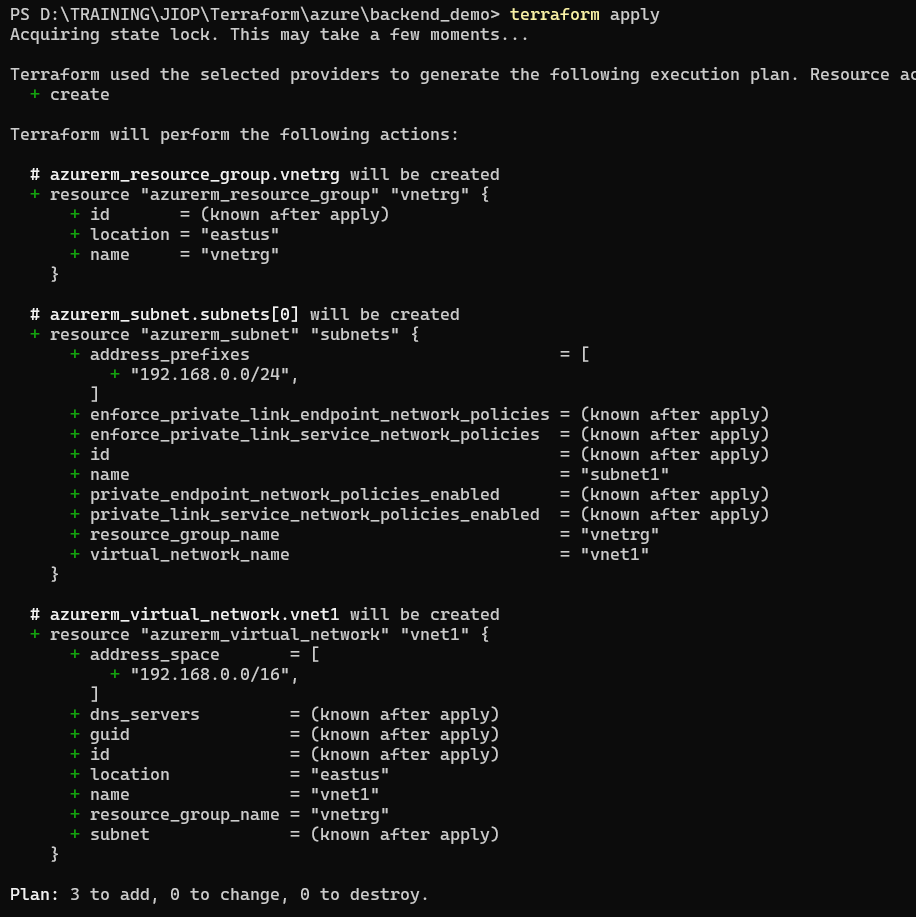 PS D:\TRAINING\JIOP\Terraform\azure\backend_demo> terraform apply
Acquiring state lock. This may take a few moments...
Terraform used the selected providers to generate the following execution plan. Resource ac
  + create
Terraform will perform the following actions:
  # azurerm_resource_group.vnetrg will be created
  + resource "azurerm_resource_group" "vnetrg" {
      + id       = (known after apply)
      + location = "eastus"
      + name     = "vnetrg"
    }
  # azurerm_subnet.subnets[0] will be created
  + resource "azurerm_subnet" "subnets" {
      + address_prefixes                               = [
          + "192.168.0.0/24",
        ]
      + enforce_private_link_endpoint_network_policies = (known after apply)
      + enforce_private_link_service_network_policies  = (known after apply)
      + id                                             = (known after apply)
      + name                                           = "subnet1"
      + private_endpoint_network_policies_enabled      = (known after apply)
      + private_link_service_network_policies_enabled  = (known after apply)
      + resource_group_name                            = "vnetrg"
      + virtual_network_name                           = "vnet1"
    }
  # azurerm_virtual_network.vnet1 will be created
  + resource "azurerm_virtual_network" "vnet1" {
      + address_space       = [
          + "192.168.0.0/16",
        ]
      + dns_servers         = (known after apply)
      + guid                = (known after apply)
      + id                  = (known after apply)
      + location            = "eastus"
      + name                = "vnet1"
      + resource_group_name = "vnetrg"
      + subnet              = (known after apply)
    }
Plan: 3 to add, 0 to change, 0 to destroy.